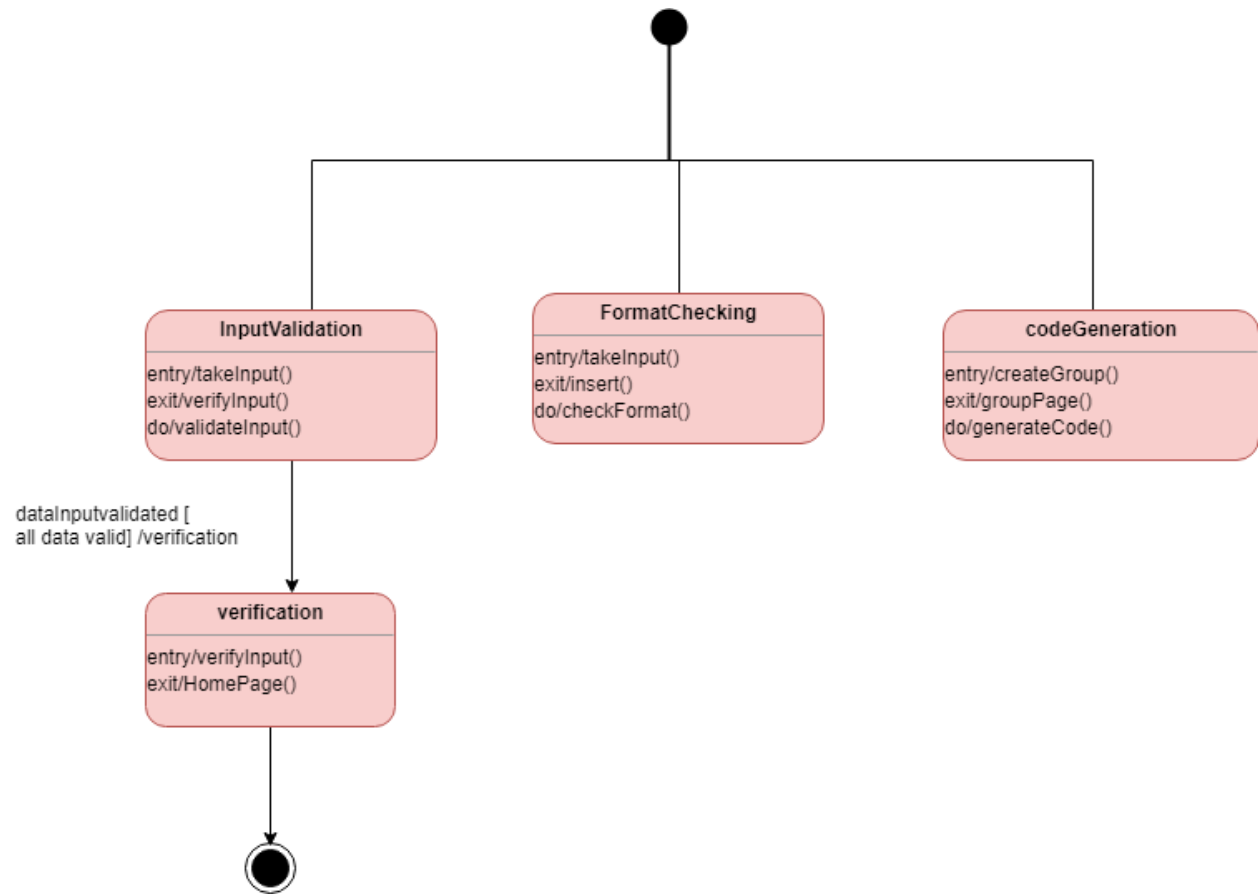 InputValidation
entry/takeInput()
exit/verifyInput()
do/validateInput()
FormatChecking
entry/takeInput()
exit/insert()
do/checkFormat()
codeGeneration
entry/createGroup()
exit/groupPage()
do/generateCode()
dataInputvalidated [
all data valid] /verification
verification
entry/verifyInput()
exit/HomePage()